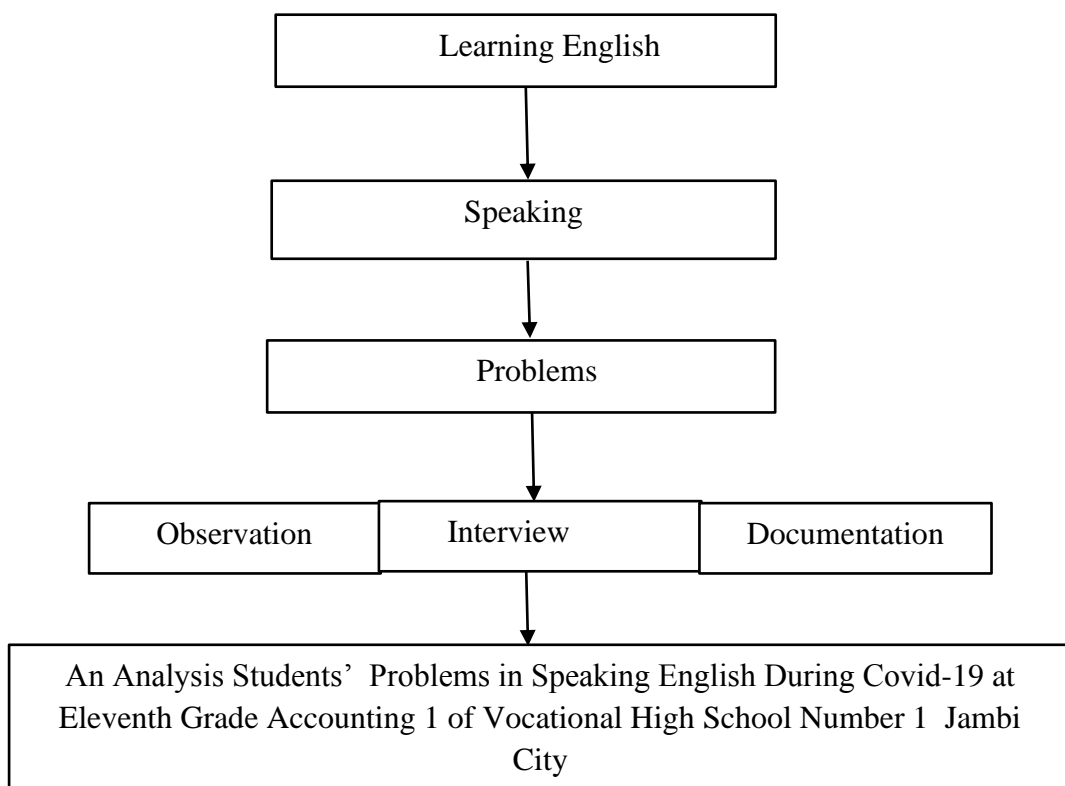 Learning English
Speaking
Problems
Observation
Interview
Documentation
An Analysis Students’ Problems in Speaking English During Covid-19 at
Eleventh Grade Accounting 1 of Vocational High School Number 1 Jambi
City